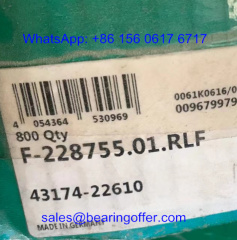 WhatsApp: +86 156 0617 6717
4 054364 530969
0061K0616/0
009679979
800 Qty
F-228755.01.RLF
43174-22610
sales@bearingoffer.com
MADE IN GERMANY